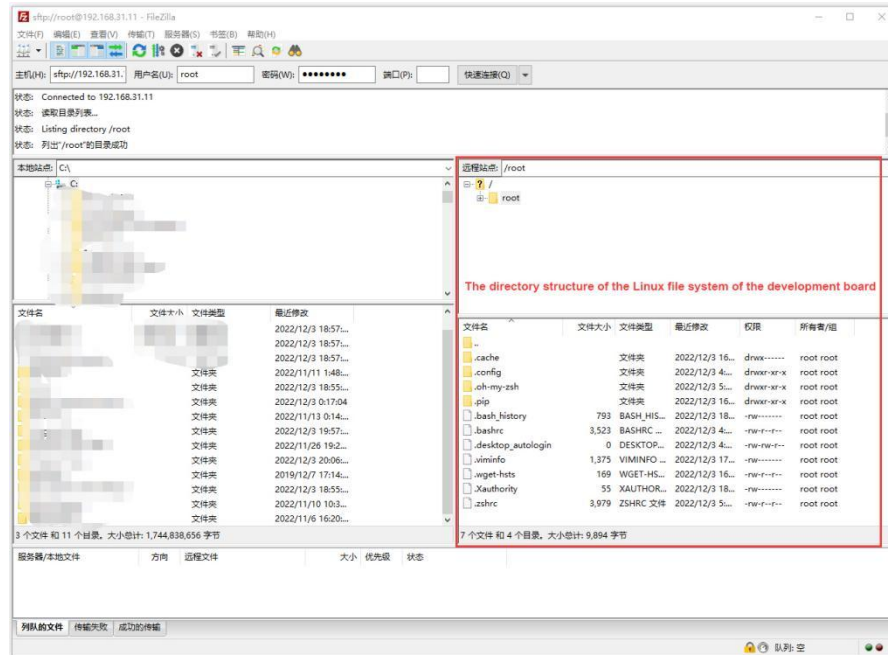 sftp://root@192.168.31.11 - FileZilla
文件(F) 编辑(E) 查看(V) 传输(T) 服务器(S) 书签(B) 帮助(H)
主机(H): sftp://192.168.31. 用户名(U): root 密码(W): ●●●●●●●● 端口(P): 快速连接(Q)
状态: Connected to 192.168.31.11
状态: 读取目录列表...
状态: Listing directory /root
状态: 列出"/root"的目录成功
本地站点: C:\
C:
远程站点: /root
/
root
The directory structure of the Linux file system of the development board
文件名 文件大小 文件类型 最近修改
2022/12/3 18:57:...
2022/12/3 18:57:...
2022/12/3 18:57:...
文件夹 2022/11/11 1:48:...
文件夹 2022/12/3 18:55:...
文件夹 2022/12/3 0:17:04
文件夹 2022/11/13 0:14:...
文件夹 2022/12/3 19:57:...
文件夹 2022/11/26 19:2...
文件夹 2022/12/3 20:06:...
文件夹 2019/12/7 17:14:...
文件夹 2022/12/3 18:55:...
文件夹 2022/11/10 10:3...
文件夹 2022/11/6 16:20:...
3 个文件 和 11 个目录。大小总计: 1,744,838,656 字节
文件名 文件大小 文件类型 最近修改 权限 所有者/组
..
.cache 文件夹 2022/12/3 16... drwx------ root root
.config 文件夹 2022/12/3 4:... drwxr-xr-x root root
.oh-my-zsh 文件夹 2022/12/3 5:... drwxr-xr-x root root
.pip 文件夹 2022/12/3 16... drwxr-xr-x root root
.bash_history 793 BASH_HIS... 2022/12/3 18... -rw------- root root
.bashrc 3,523 BASHRC ... 2022/12/3 4:... -rw-r--r-- root root
.desktop_autologin 0 DESKTOP... 2022/12/3 4:... -rw-rw-r-- root root
.viminfo 1,375 VIMINFO ... 2022/12/3 17... -rw------- root root
.wget-hsts 169 WGET-HS... 2022/12/3 16... -rw-r--r-- root root
.Xauthority 55 XAUTHOR... 2022/12/3 18... -rw------- root root
.zshrc 3,979 ZSHRC 文件 2022/12/3 5:... -rw-r--r-- root root
7 个文件 和 4 个目录。大小总计: 9,894 字节
服务器/本地文件 方向 远程文件 大小 优先级 状态
列队的文件 传输失败 成功的传输
队列: 空